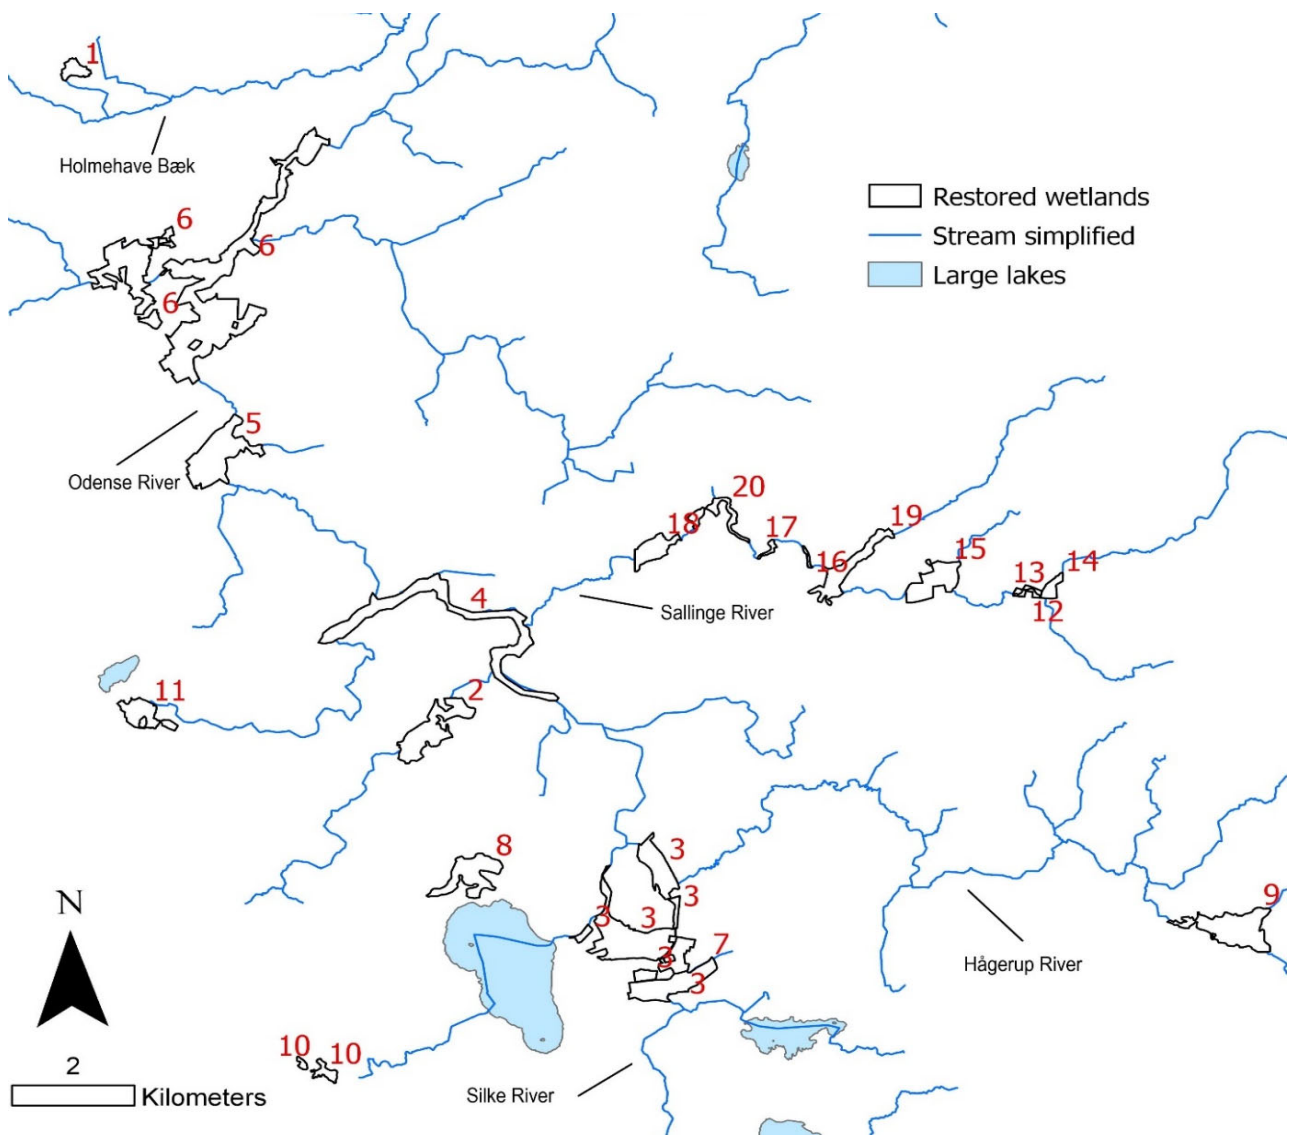 1
Holmehave Bæk
6
Restored wetlands
6
Stream simplified
Large lakes
6
5
Odense River
20
18
17
19
15
16
13
14
12
4
Sallinge River
2
11
3
8
3
9
3
3
7
3
Hågerup River
3
N
10
10
2
Kilometers
Silke River